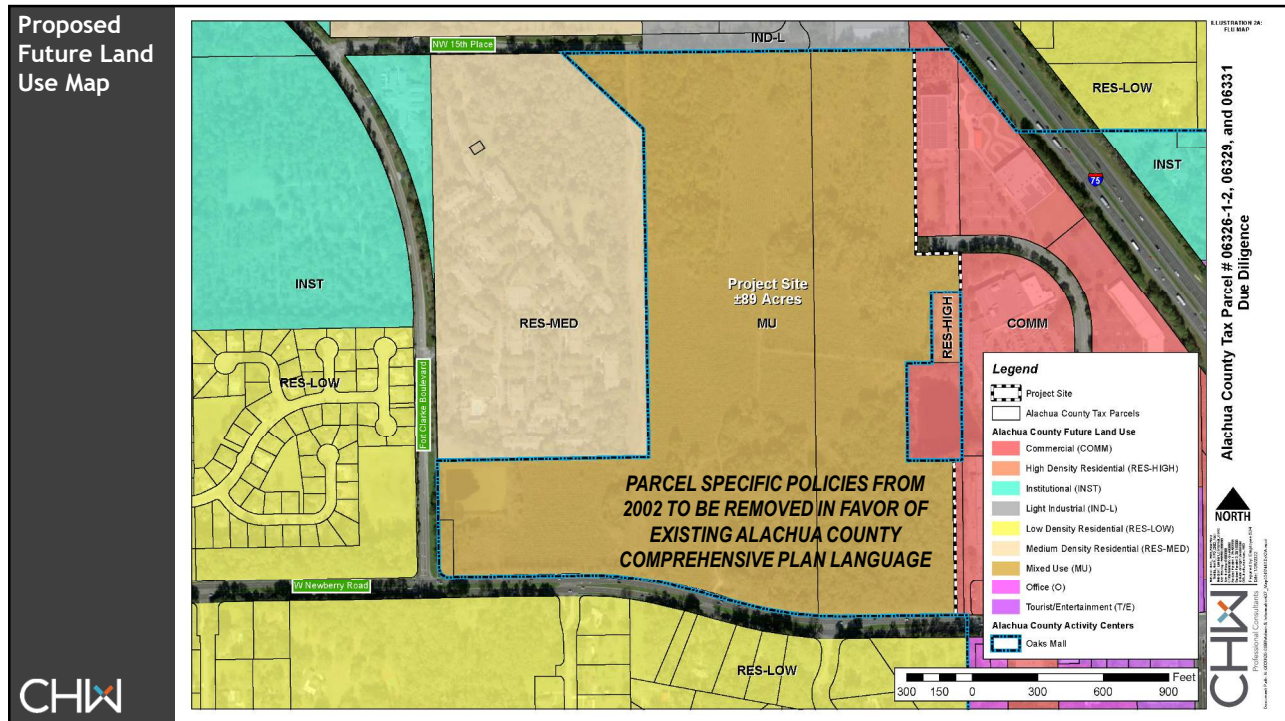 Proposed
Future Land
Use Map
CHW
NW 15th Place
IND-L
RES-LOW
INST
75
INST
RES-MED
Project Site
±89 Acres
MU
RES-HIGH
COMM
RES-LOW
Fort Clarke Boulevard
PARCEL SPECIFIC POLICIES FROM
2002 TO BE REMOVED IN FAVOR OF
EXISTING ALACHUA COUNTY
COMPREHENSIVE PLAN LANGUAGE
W Newberry Road
RES-LOW
Legend
Project Site
Alachua County Tax Parcels
Alachua County Future Land Use
Commercial (COMM)
High Density Residential (RES-HIGH)
Institutional (INST)
Light Industrial (IND-L)
Low Density Residential (RES-LOW)
Medium Density Residential (RES-MED)
Mixed Use (MU)
Office (O)
Tourist/Entertainment (T/E)
Alachua County Activity Centers
Oaks Mall
Feet
300 150 0 300 600 900
ILLUSTRATION 2A:
FLU MAP
Alachua County Tax Parcel # 06326-1-2, 06329, and 06331
Due Diligence
NORTH
CHW
Professional Consultants